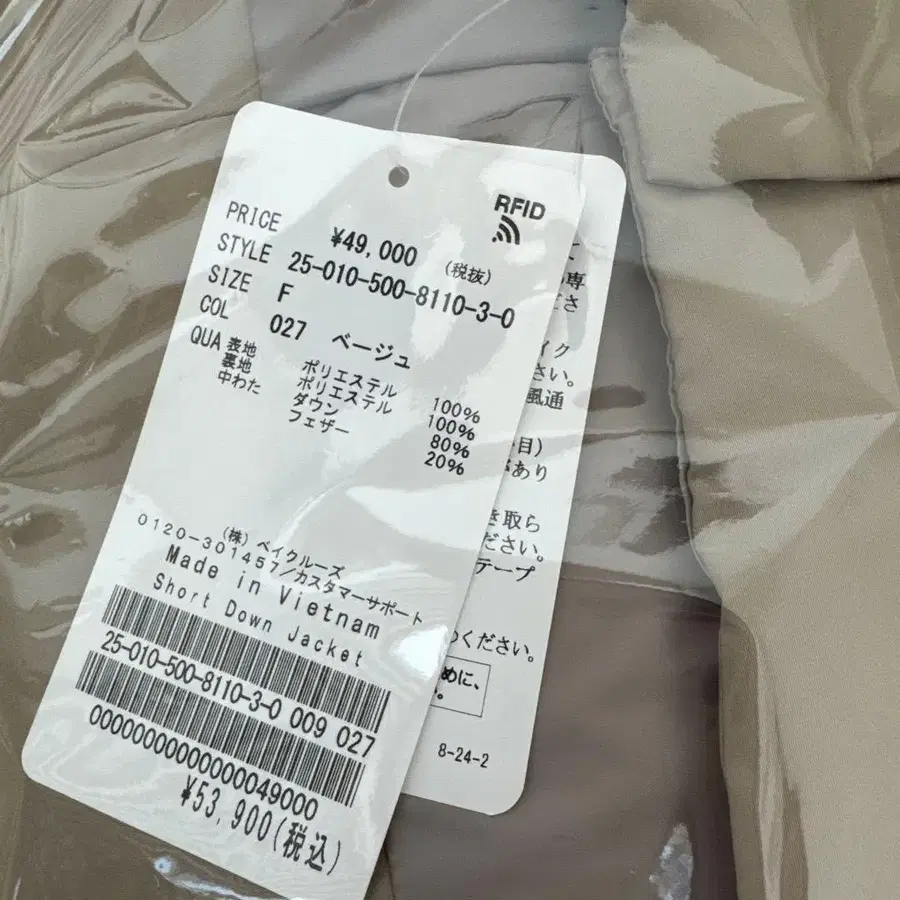 RFID
PRICE ¥49,000 (税抜)
STYLE 25-010-500-8110-3-0
SIZE F
COL 027 ベージュ
QUA 表地 ポリエステル 100%
裏地 ポリエステル 100%
中わた ダウン 80%
フェザー 20%
(株)ベイクルーズ
0120-301457/カスタマーサポート
Made in Vietnam
Short Down Jacket
25-010-500-8110-3-0 009 027
0000000000000049000
¥53,900(税込)
専
ださ
イク
さい。
風通
目)
があり
き取ら
ださい。
テープ
ください。
めに、
8-24-2